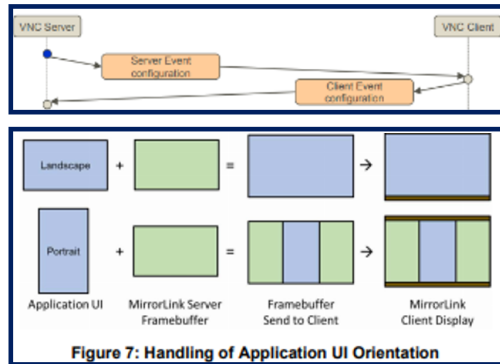 VNC Server
VNC Client
Server Event
configuration
Client Event
configuration
Landscape
+
=
→
Portrait
+
=
→
Application UI
MirrorLink Server
Framebuffer
Framebuffer
Send to Client
MirrorLink
Client Display
Figure 7: Handling of Application UI Orientation